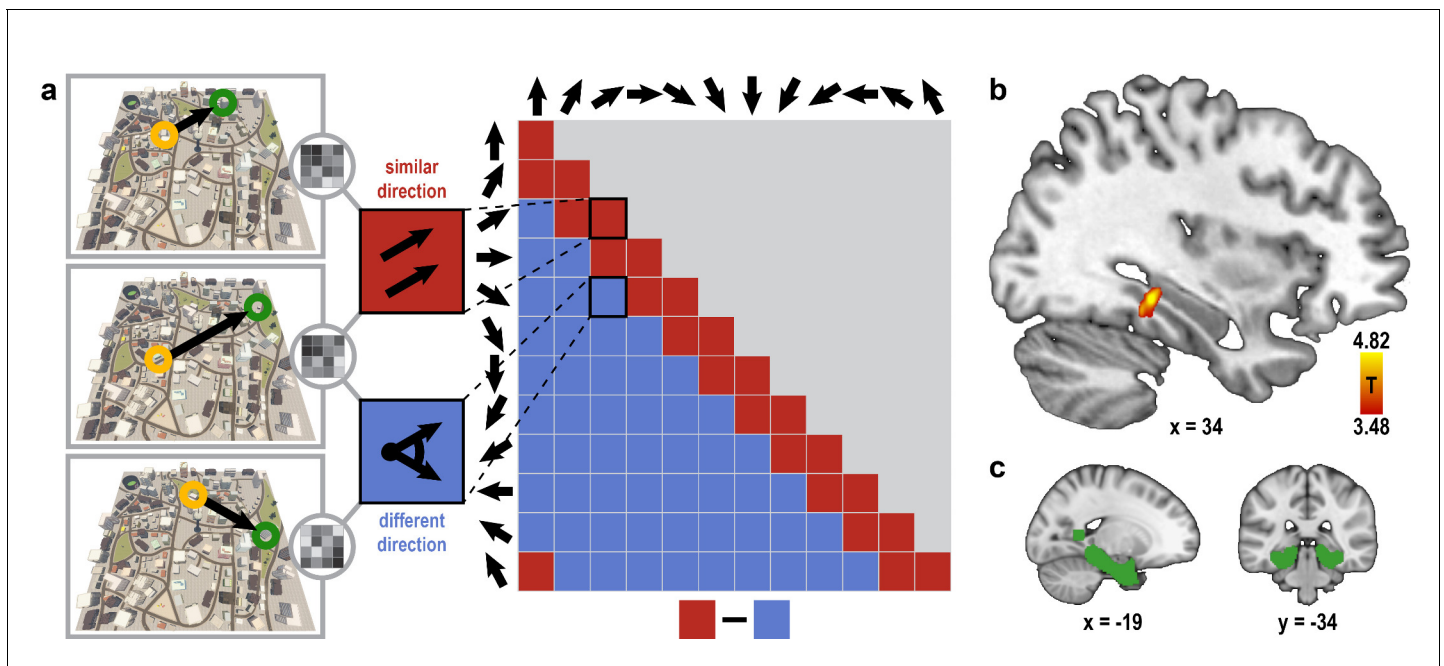 a
similar
direction
different
direction
b
4.82
T
3.48
x = 34
c
x = -19
y = -34